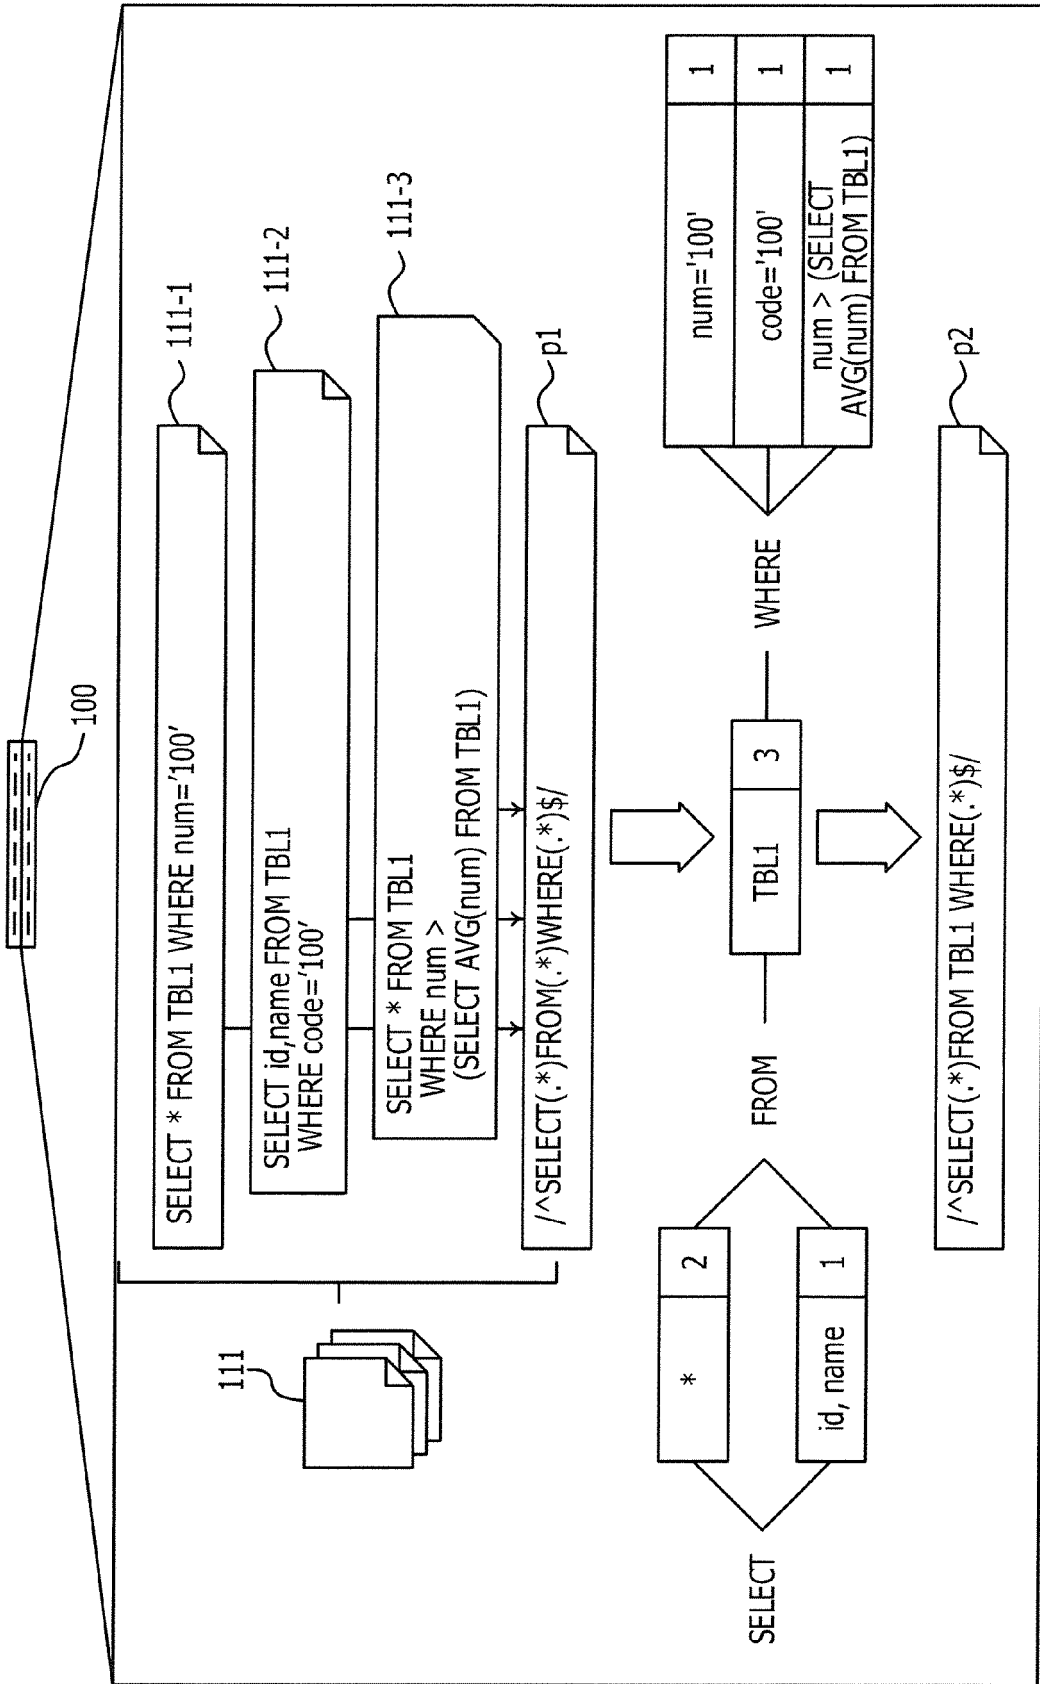 100
111
111-1
SELECT * FROM TBL1 WHERE num='100'
111-2
SELECT id,name FROM TBL1
WHERE code='100'
111-3
SELECT * FROM TBL1
WHERE num >
(SELECT AVG(num) FROM TBL1)
p1
/^SELECT(.*)FROM(.*)WHERE(.*)$/
SELECT
* 2
id, name 1
FROM
TBL1 3
WHERE
num='100' 1
code='100' 1
num > (SELECT
AVG(num) FROM TBL1) 1
p2
/^SELECT(.*)FROM TBL1 WHERE(.*)$/